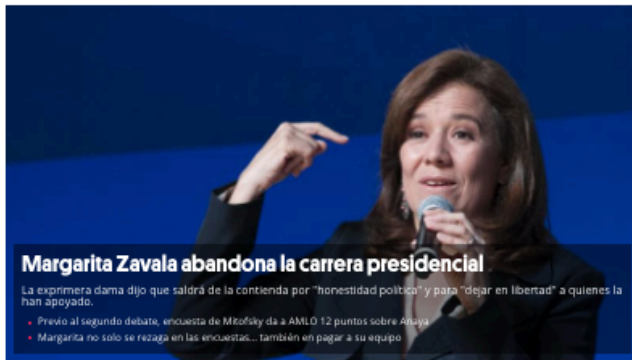 Margarita Zavala abandona la carrera presidencial
La exprimera dama dijo que saldrá de la contienda por "honestidad política" y para "dejar en libertad" a quienes la
han apoyado.
Previo al segundo debate, encuesta de Mitofsky da a AMLO 12 puntos sobre Anaya
Margarita no solo se rezaga en las encuestas... también en pagar a su equipo